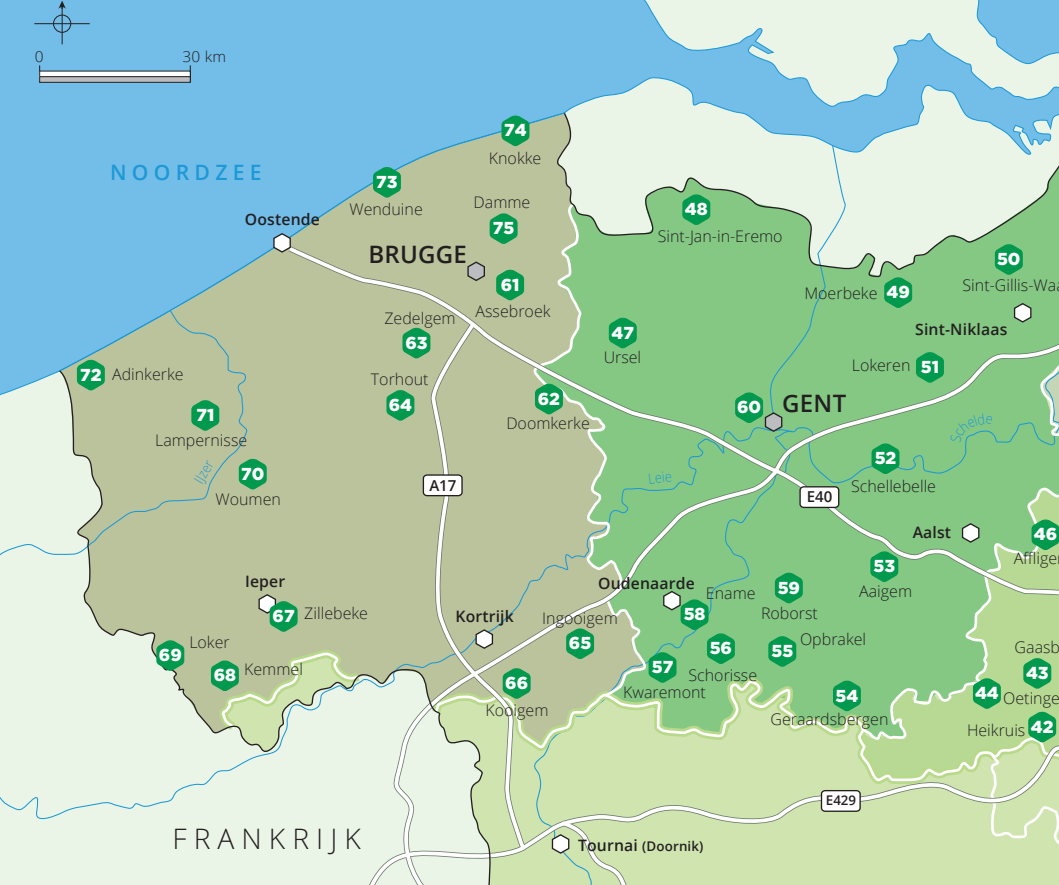 0 30 km
74
Knokke
NOORDZEE
73
Wenduine
Damme
75
48
Sint-Jan-in-Eremo
Oostende
BRUGGE
61
Assebroek
50
Sint-Gillis-Waa
Moerbeke 49
Sint-Niklaas
Zedelgem
63
47
Ursel
72 Adinkerke
Torhout
64
62
Doomkerke
Lokeren 51
71
Lampernisse
60 GENT
Schelde
IJzer
70
Woumen
A17
Leie
52
Schellebelle
E40
Aalst
46
Affligem
53
Aaigem
Ieper
67 Zillebeke
Oudenaarde
Ename
58
59
Roborst
Kortrijk
Ingooigem
65
Loker
69
68 Kemmel
57
Kwaremont
56
Schorisse
55 Opbrakel
Gaasb
43
66
Kooigem
54
Geraardsbergen
44 Oetinge
Heikruis 42
E429
FRANKRIJK
Tournai (Doornik)